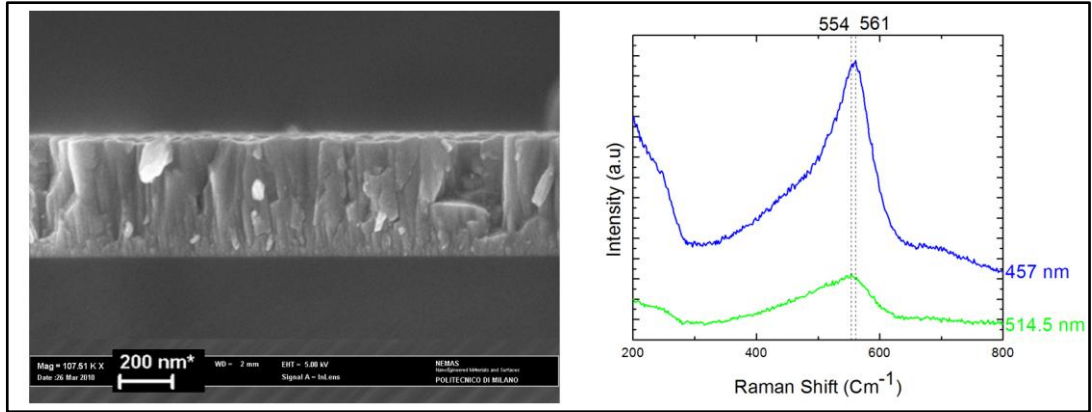 Mag = 107.51 K X
Date :26 Mar 2010
200 nm*
WD = 2 mm
EHT = 5.00 kV
Signal A = InLens
NEMAS
NanoEngineered Materials and Surfaces
POLITECNICO DI MILANO
554 561
Intensity (a.u)
457 nm
514.5 nm
200 400 600 800
Raman Shift (Cm-1)